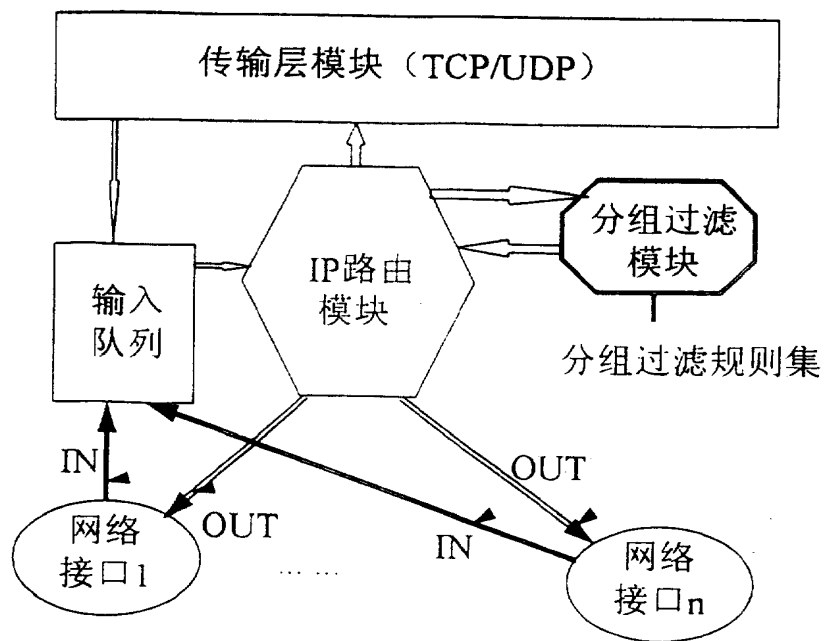 传输层模块（TCP/UDP）
分组过滤
模块
IP路由
模块
输入
队列
分组过滤规则集
IN
OUT
OUT
IN
网络
接口1
……
网络
接口n